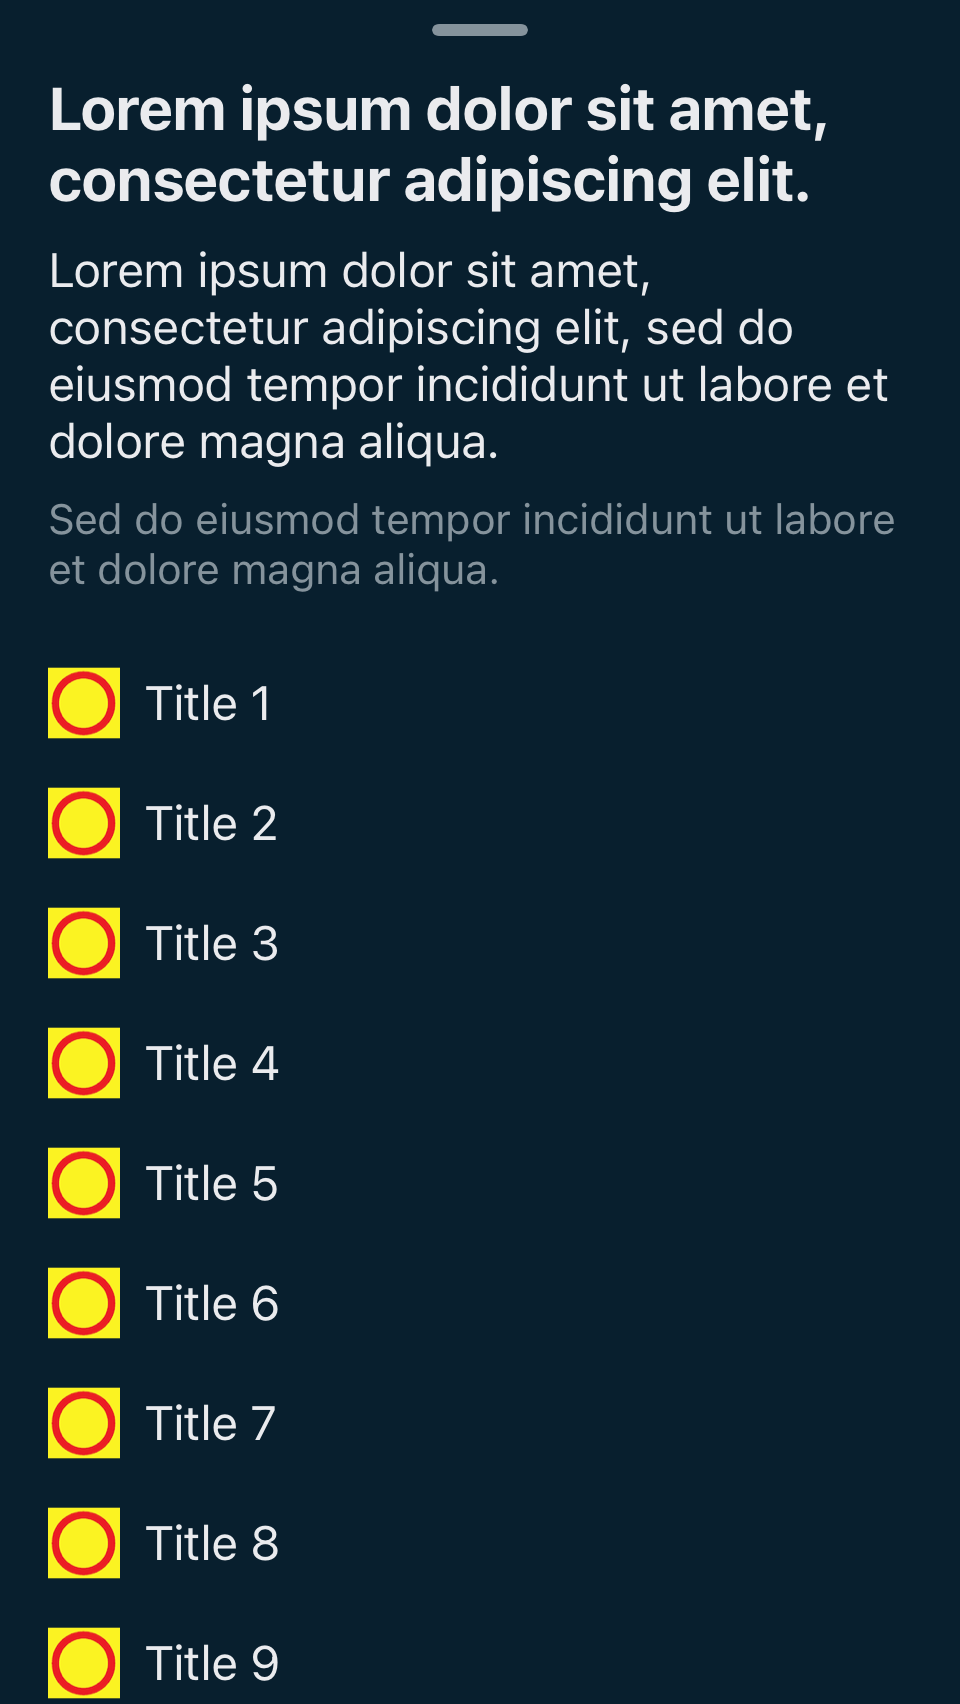 Lorem ipsum dolor sit amet,
consectetur adipiscing elit.
Lorem ipsum dolor sit amet,
consectetur adipiscing elit, sed do
eiusmod tempor incididunt ut labore et
dolore magna aliqua.
Sed do eiusmod tempor incididunt ut labore
et dolore magna aliqua.
Title 1
Title 2
Title 3
Title 4
Title 5
Title 6
Title 7
Title 8
Title 9